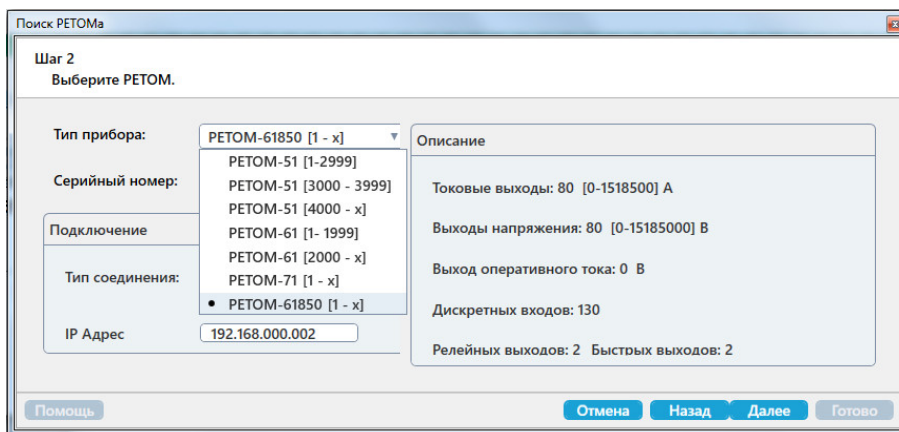 Поиск РЕТОМа
Шаг 2
Выберите РЕТОМ.
Тип прибора:
РЕТОМ-61850 [1 - x]
РЕТОМ-51 [1-2999]
РЕТОМ-51 [3000 - 3999]
РЕТОМ-51 [4000 - x]
РЕТОМ-61 [1- 1999]
РЕТОМ-61 [2000 - x]
РЕТОМ-71 [1 - x]
• РЕТОМ-61850 [1 - x]
Серийный номер:
Подключение
Тип соединения:
IP Адрес
192.168.000.002
Описание
Токовые выходы: 80 [0-1518500] А
Выходы напряжения: 80 [0-15185000] В
Выход оперативного тока: 0 В
Дискретных входов: 130
Релейных выходов: 2 Быстрых выходов: 2
Помощь
Отмена
Назад
Далее
Готово